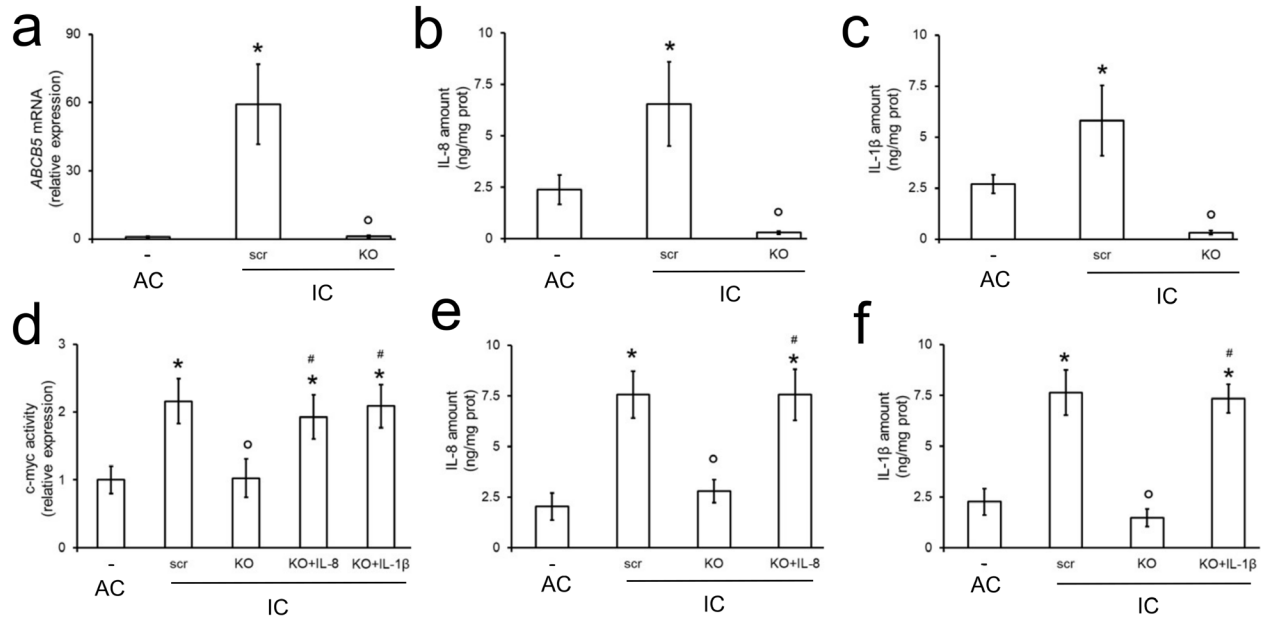 a
90
60
30
0
ABCB5 mRNA
(relative expression)
*
o
-
scr
KO
AC
IC
b
10
7.5
5
2.5
0
IL-8 amount
(ng/mg prot)
*
o
-
scr
KO
AC
IC
c
10
7.5
5
2.5
0
IL-1β amount
(ng/mg prot)
*
o
-
scr
KO
AC
IC
d
3
2
1
0
c-myc activity
(relative expression)
*
o
#
*
#
*
-
scr
KO
KO+IL-8
KO+IL-1β
AC
IC
e
10
7.5
5
2.5
0
IL-8 amount
(ng/mg prot)
*
o
#
*
-
scr
KO
KO+IL-8
AC
IC
f
10
7.5
5
2.5
0
IL-1β amount
(ng/mg prot)
*
o
#
*
-
scr
KO
KO+IL-1β
AC
IC